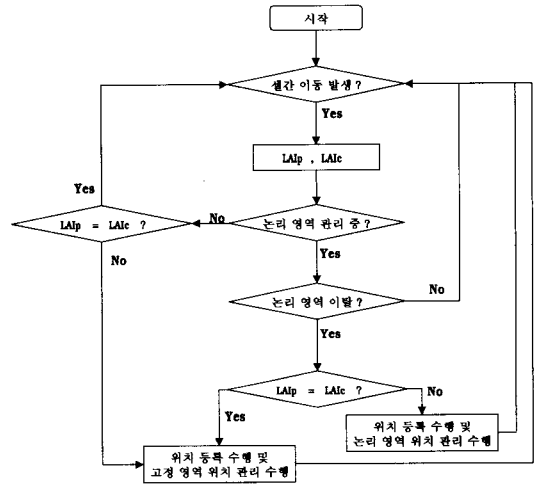 시작
셀간 이동 발생 ?
Yes
LAIp , LAIc
Yes
No
논리 영역 관리 중 ?
LAIp = LAIc ?
Yes
No
논리 영역 이탈 ?
No
Yes
LAIp = LAIc ?
No
Yes
위치 등록 수행 및
논리 영역 위치 관리 수행
위치 등록 수행 및
고정 영역 위치 관리 수행